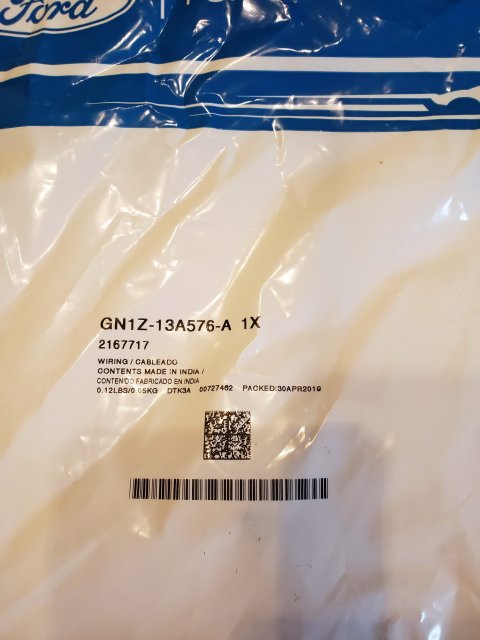 Ford
GN1Z-13A576-A 1X
2167717
WIRING / CABLEADO
CONTENTS MADE IN INDIA /
CONTENIDO FABRICADO EN INDIA
0.12LBS/0.05KG DTK3A 00727462 PACKED:30APR2019